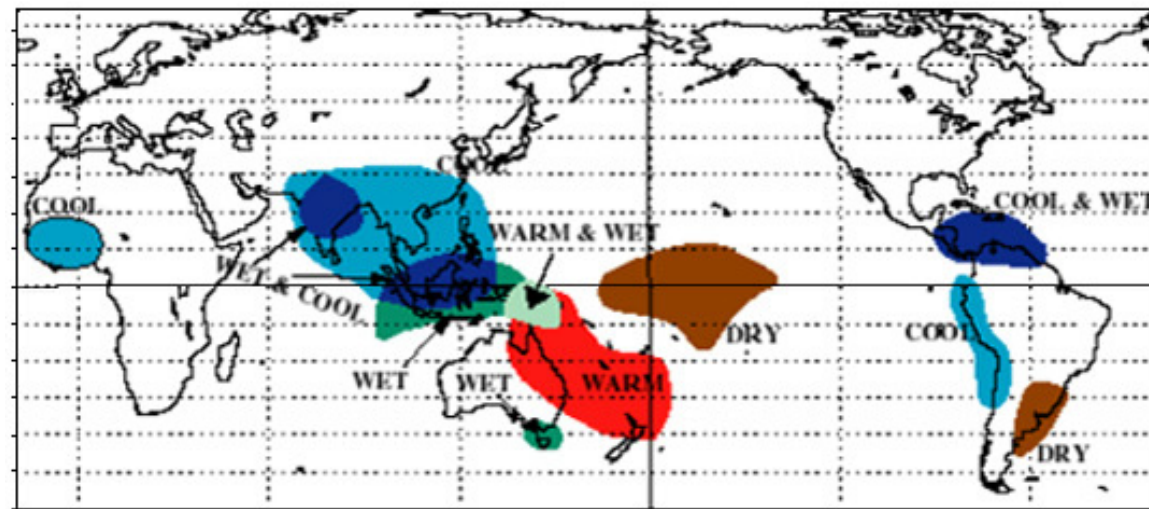 COOL
COOL
COOL & WET
WARM & WET
WET & COOL
DRY
COOL
WET
WET
WARM
DRY